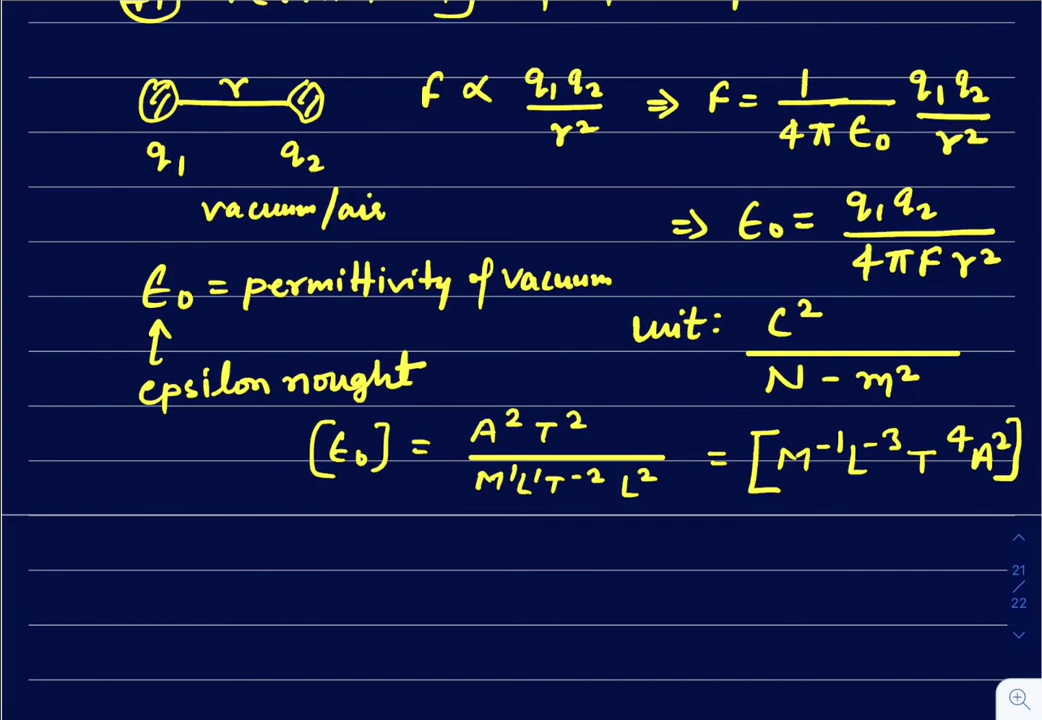 r F ∝ q₁q₂/r² ⇒ F = 1/4πε₀ q₁q₂/r²
q₁ q₂
vacuum/air
⇒ ε₀ = q₁q₂/4πFr²
ε₀ = permittivity of vacuum
unit: C²/N-m²
↑
epsilon nought
[ε₀] = A²T²/M¹L¹T⁻²L² = [M⁻¹L⁻³T⁴A²]
21
/
22